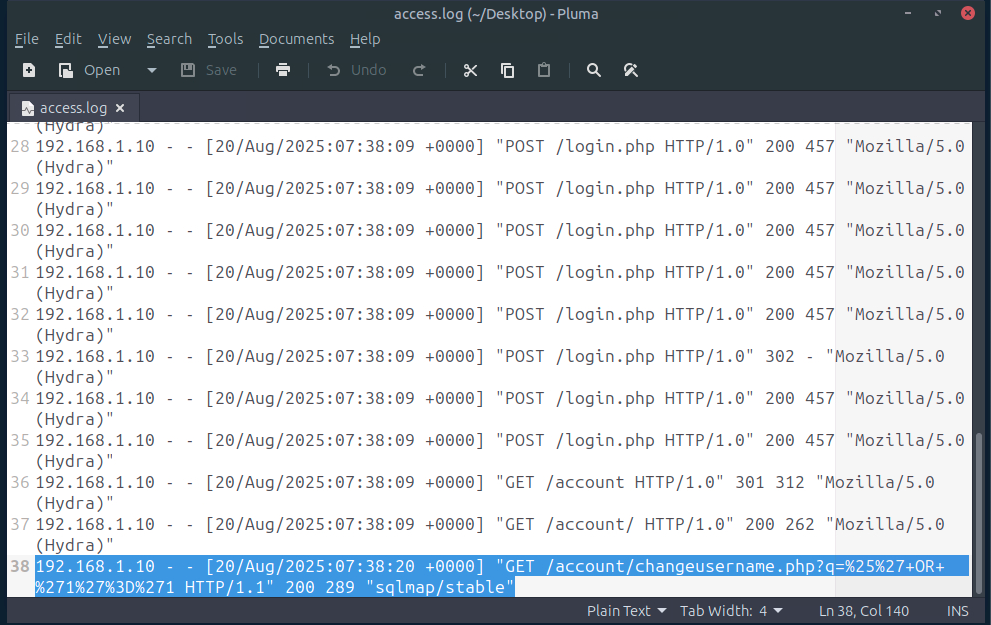 access.log (~/Desktop) - Pluma
File Edit View Search Tools Documents Help
Open Save Undo
access.log
(Hydra)"
28 192.168.1.10 - - [20/Aug/2025:07:38:09 +0000] "POST /login.php HTTP/1.0" 200 457 "Mozilla/5.0
(Hydra)"
29 192.168.1.10 - - [20/Aug/2025:07:38:09 +0000] "POST /login.php HTTP/1.0" 200 457 "Mozilla/5.0
(Hydra)"
30 192.168.1.10 - - [20/Aug/2025:07:38:09 +0000] "POST /login.php HTTP/1.0" 200 457 "Mozilla/5.0
(Hydra)"
31 192.168.1.10 - - [20/Aug/2025:07:38:09 +0000] "POST /login.php HTTP/1.0" 200 457 "Mozilla/5.0
(Hydra)"
32 192.168.1.10 - - [20/Aug/2025:07:38:09 +0000] "POST /login.php HTTP/1.0" 200 457 "Mozilla/5.0
(Hydra)"
33 192.168.1.10 - - [20/Aug/2025:07:38:09 +0000] "POST /login.php HTTP/1.0" 302 - "Mozilla/5.0
(Hydra)"
34 192.168.1.10 - - [20/Aug/2025:07:38:09 +0000] "POST /login.php HTTP/1.0" 200 457 "Mozilla/5.0
(Hydra)"
35 192.168.1.10 - - [20/Aug/2025:07:38:09 +0000] "POST /login.php HTTP/1.0" 200 457 "Mozilla/5.0
(Hydra)"
36 192.168.1.10 - - [20/Aug/2025:07:38:09 +0000] "GET /account HTTP/1.0" 301 312 "Mozilla/5.0
(Hydra)"
37 192.168.1.10 - - [20/Aug/2025:07:38:09 +0000] "GET /account/ HTTP/1.0" 200 262 "Mozilla/5.0
(Hydra)"
38 192.168.1.10 - - [20/Aug/2025:07:38:20 +0000] "GET /account/changeusername.php?q=%25%27+OR+
%271%27%3D%271 HTTP/1.1" 200 289 "sqlmap/stable"
Plain Text Tab Width: 4 Ln 38, Col 140 INS